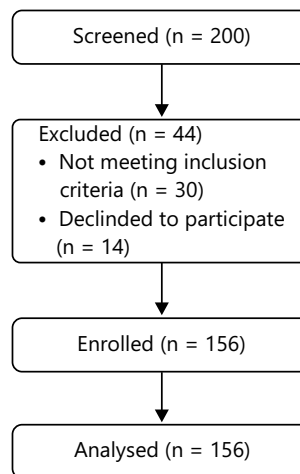 Screened (n = 200)
Excluded (n = 44)
• Not meeting inclusion
criteria (n = 30)
• Declinded to participate
(n = 14)
Enrolled (n = 156)
Analysed (n = 156)